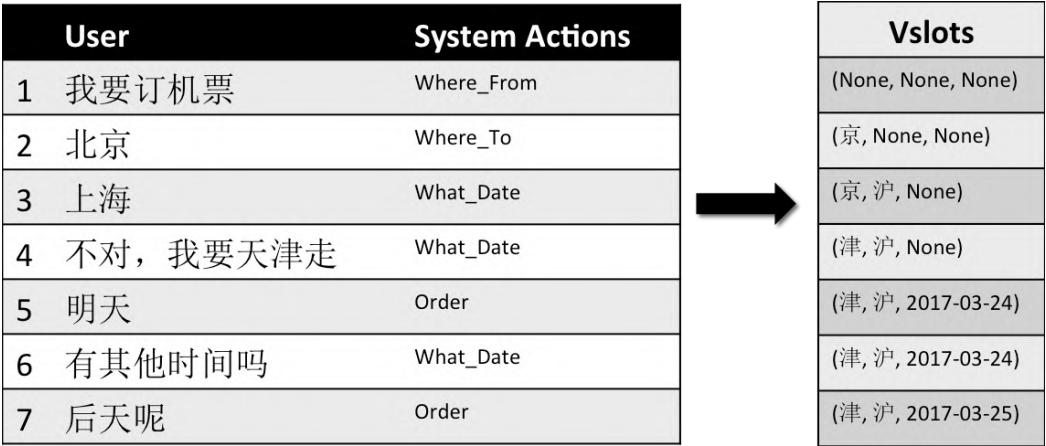 User System Actions Vslots
1 我要订机票 Where_From (None, None, None)
2 北京 Where_To (京, None, None)
3 上海 What_Date (京, 沪, None)
4 不对，我要天津走 What_Date (津, 沪, None)
5 明天 Order (津, 沪, 2017-03-24)
6 有其他时间吗 What_Date (津, 沪, 2017-03-24)
7 后天呢 Order (津, 沪, 2017-03-25)